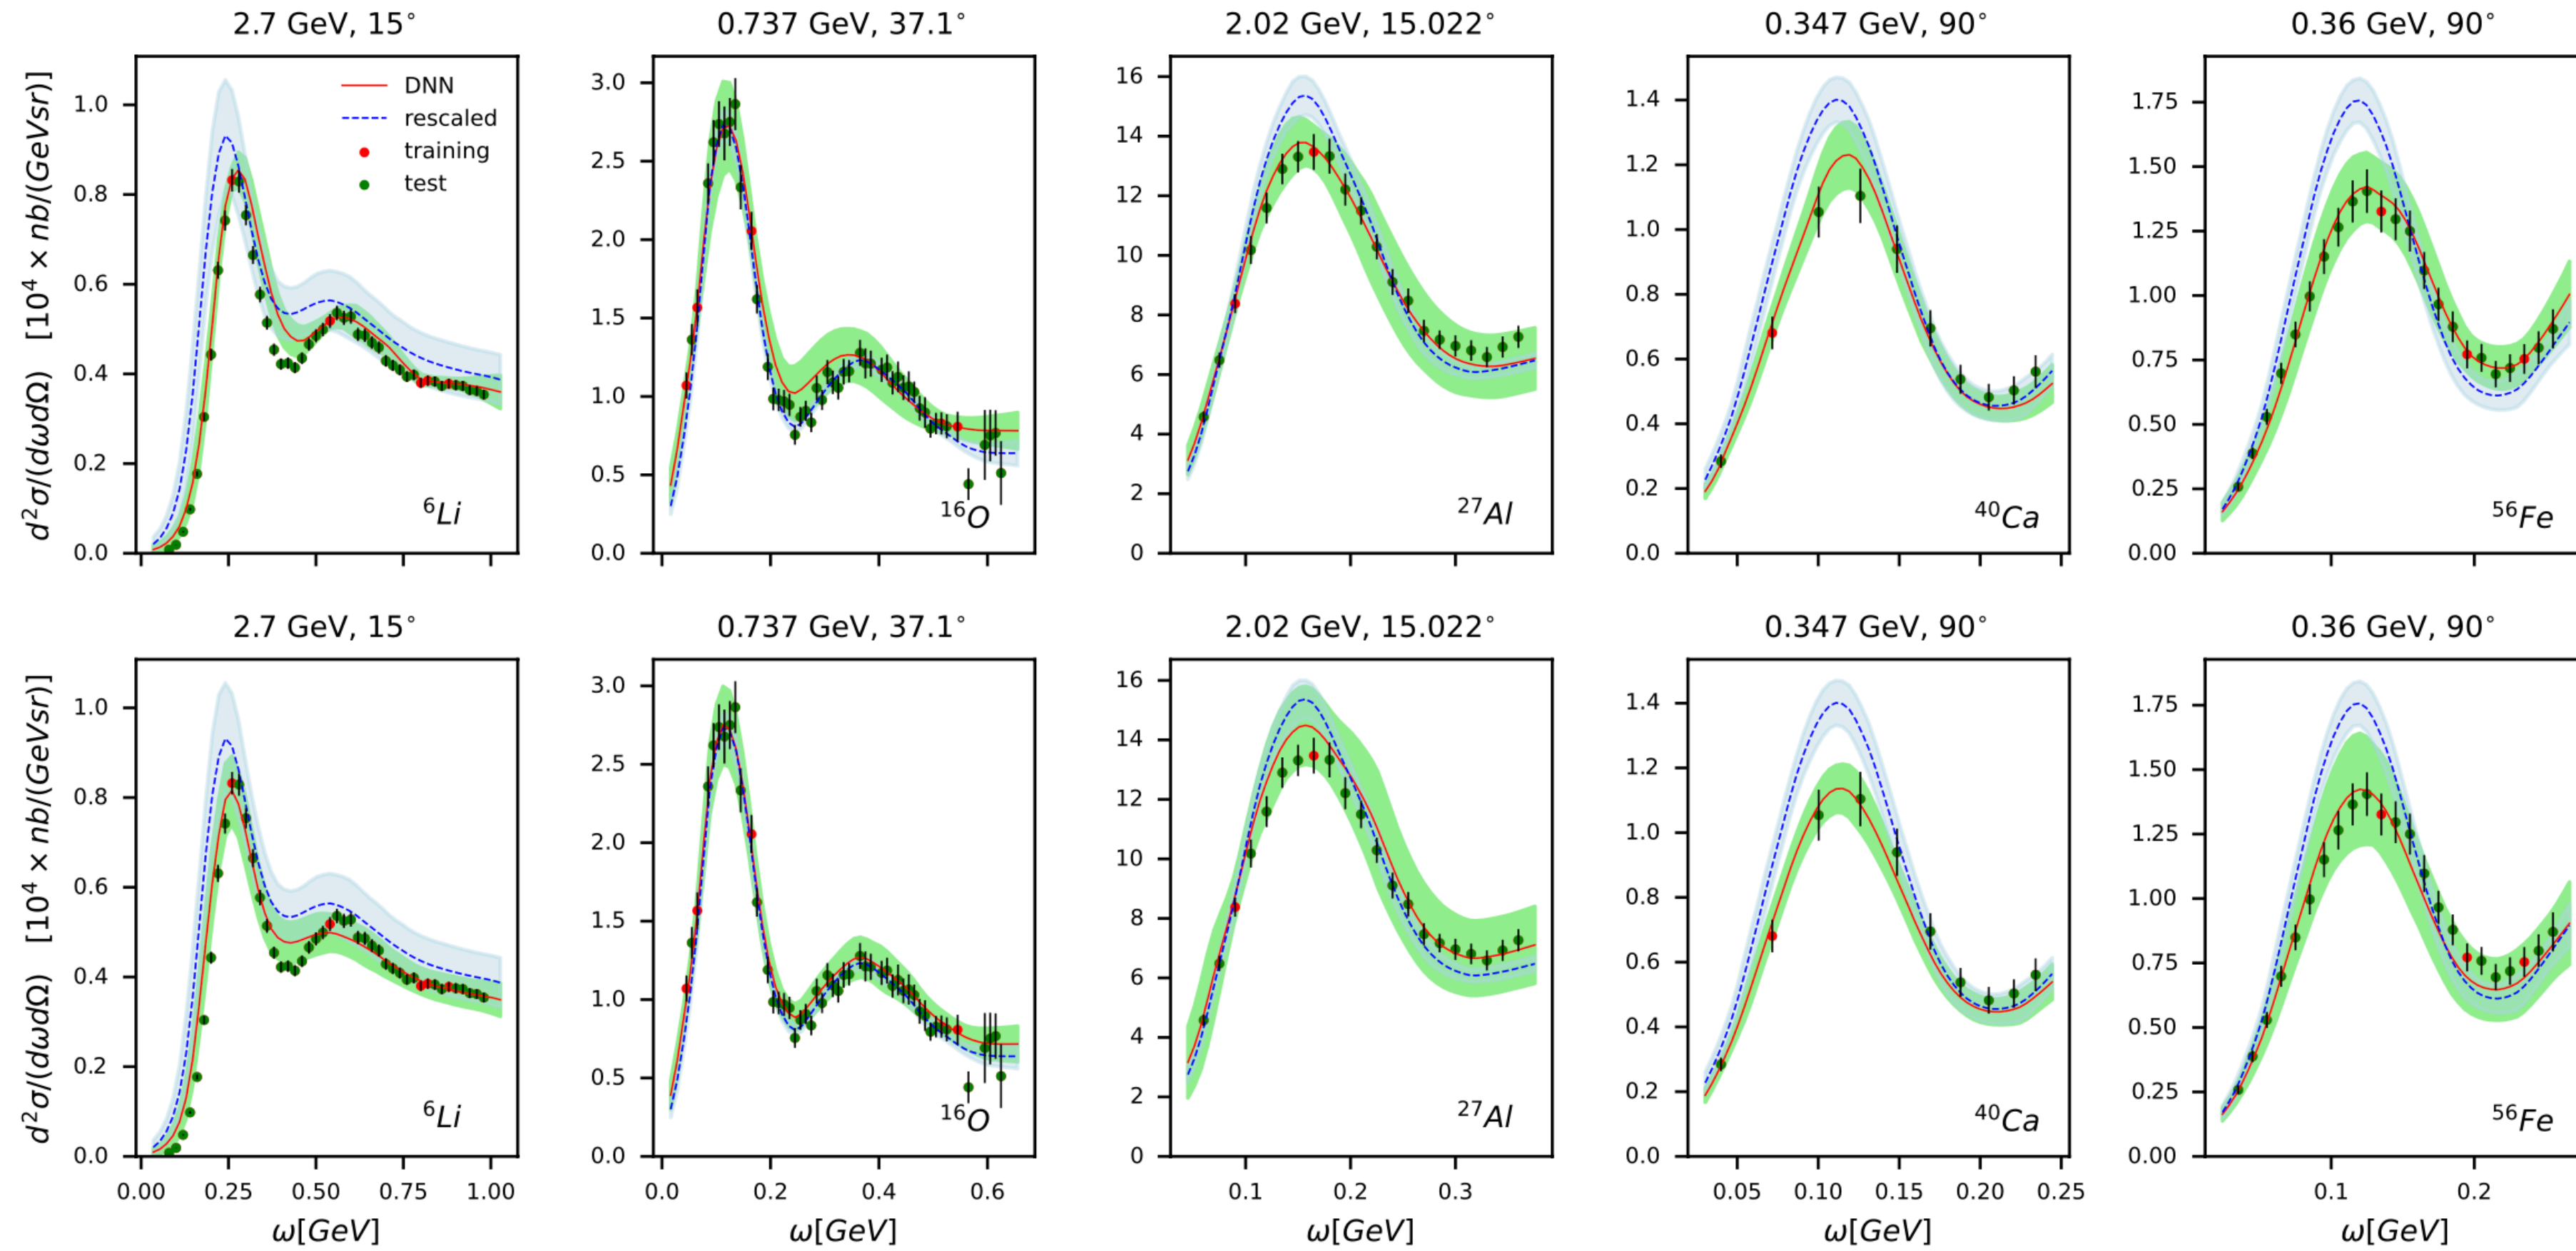 2.7 GeV, 15°
0.737 GeV, 37.1°
2.02 GeV, 15.022°
0.347 GeV, 90°
0.36 GeV, 90°
d²σ/(dωdΩ) [10⁴ × nb/(GeVsr)]
1.0
0.8
0.6
0.4
0.2
0.0
DNN
rescaled
training
test
⁶Li
3.0
2.5
2.0
1.5
1.0
0.5
0.0
¹⁶O
16
14
12
10
8
6
4
2
0
²⁷Al
1.4
1.2
1.0
0.8
0.6
0.4
0.2
0.0
⁴⁰Ca
1.75
1.50
1.25
1.00
0.75
0.50
0.25
0.00
⁵⁶Fe
2.7 GeV, 15°
0.737 GeV, 37.1°
2.02 GeV, 15.022°
0.347 GeV, 90°
0.36 GeV, 90°
d²σ/(dωdΩ) [10⁴ × nb/(GeVsr)]
1.0
0.8
0.6
0.4
0.2
0.0
⁶Li
3.0
2.5
2.0
1.5
1.0
0.5
0.0
¹⁶O
16
14
12
10
8
6
4
2
0
²⁷Al
1.4
1.2
1.0
0.8
0.6
0.4
0.2
0.0
⁴⁰Ca
1.75
1.50
1.25
1.00
0.75
0.50
0.25
0.00
⁵⁶Fe
0.00 0.25 0.50 0.75 1.00
0.0 0.2 0.4 0.6
0.1 0.2 0.3
0.05 0.10 0.15 0.20 0.25
0.1 0.2
ω[GeV]
ω[GeV]
ω[GeV]
ω[GeV]
ω[GeV]